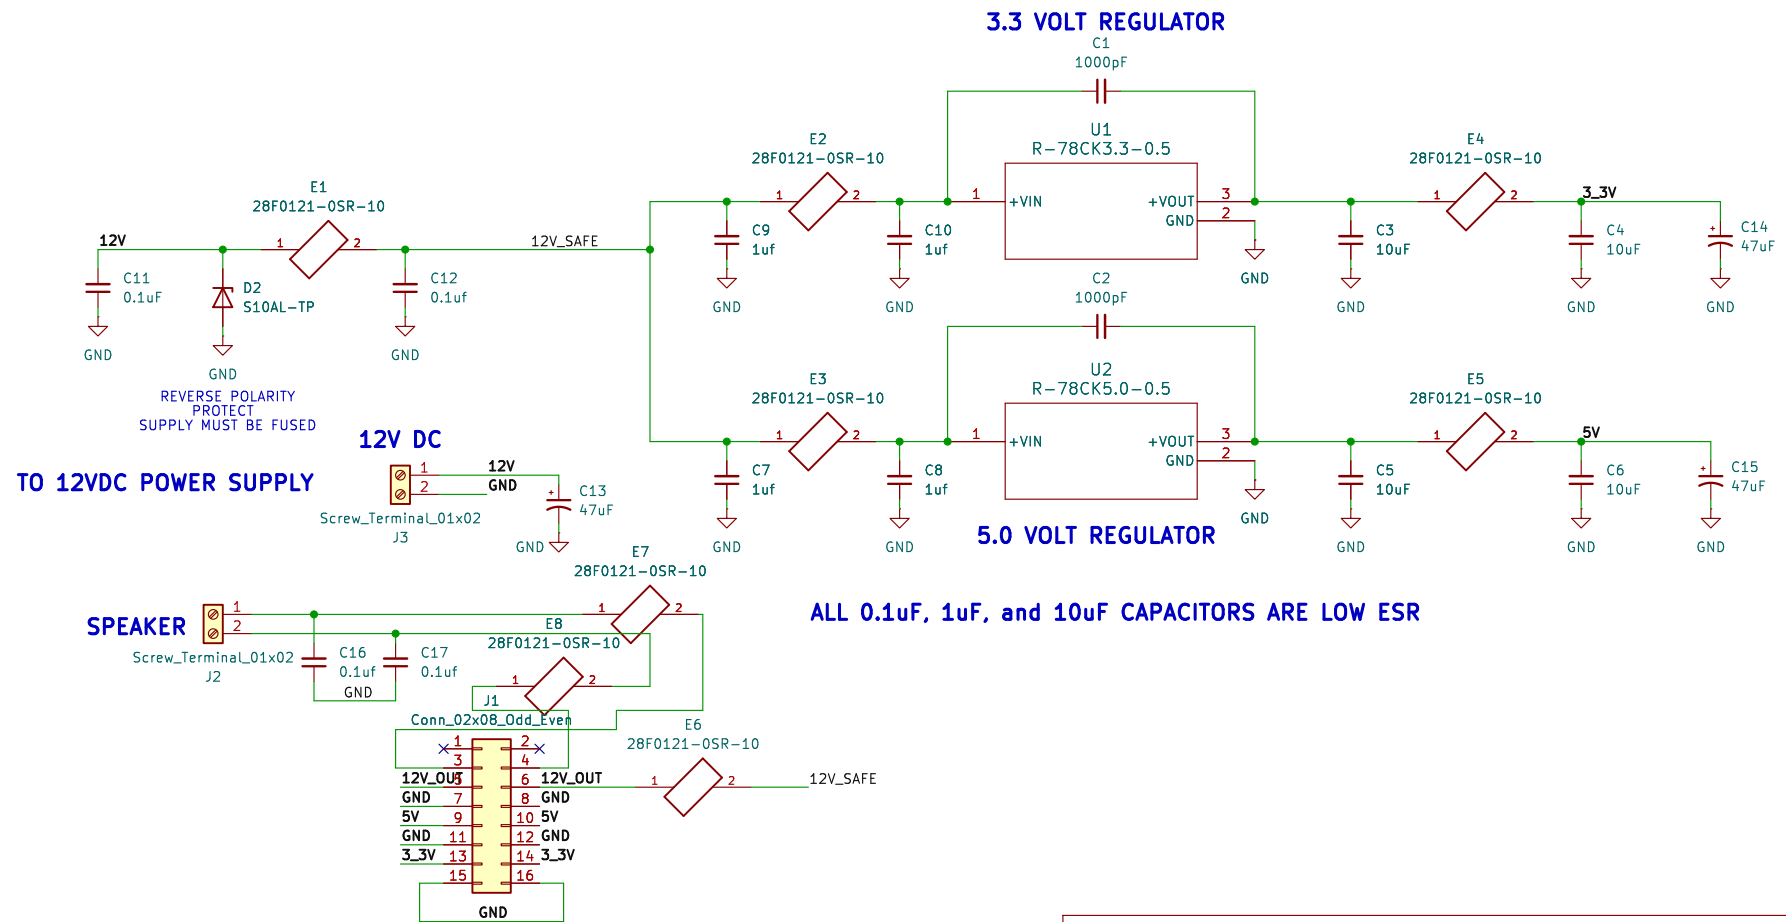 3.3 VOLT REGULATOR
C1
1000pF
U1
R-78CK3.3-0.5
+VIN
+VOUT
GND
1
3
2
GND
E2
28F0121-0SR-10
1
2
E4
28F0121-0SR-10
1
2
3_3V
E1
28F0121-0SR-10
1
2
12V
12V_SAFE
C9
1uf
GND
C10
1uf
GND
C3
10uF
GND
C4
10uF
GND
C14
47uF
+
GND
C11
0.1uF
GND
D2
S10AL-TP
GND
C12
0.1uf
GND
REVERSE POLARITY
PROTECT
SUPPLY MUST BE FUSED
C2
1000pF
U2
R-78CK5.0-0.5
+VIN
+VOUT
GND
1
3
2
GND
E3
28F0121-0SR-10
1
2
E5
28F0121-0SR-10
1
2
5V
C7
1uf
GND
C8
1uf
GND
C5
10uF
GND
C6
10uF
GND
C15
47uF
+
GND
5.0 VOLT REGULATOR
12V DC
TO 12VDC POWER SUPPLY
1
2
12V
GND
Screw_Terminal_01x02
J3
C13
47uF
+
GND
E7
28F0121-0SR-10
1
2
ALL 0.1uF, 1uF, and 10uF CAPACITORS ARE LOW ESR
SPEAKER
1
2
Screw_Terminal_01x02
J2
C16
0.1uf
C17
0.1uf
GND
E8
28F0121-0SR-10
1
2
J1
Conn_02x08_Odd_Even
E6
28F0121-0SR-10
1
2
12V_SAFE
1
2
3
4
12V_OUT
5
6
12V_OUT
GND
7
8
GND
5V
9
10
5V
GND
11
12
GND
3_3V
13
14
3_3V
15
16
GND